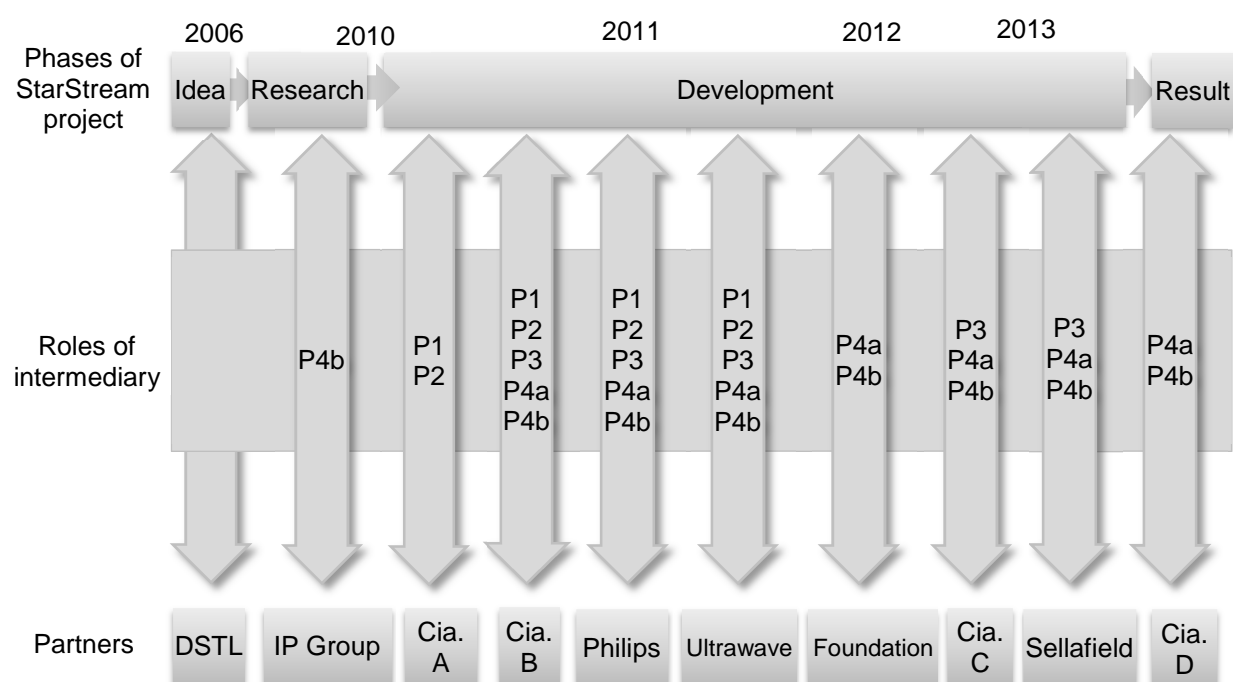 2006 2010 2011 2012 2013
Phases of
StarStream
project
Idea Research Development Result
Roles of
intermediary
P4b
P1
P2
P1
P2
P3
P4a
P4b
P1
P2
P3
P4a
P4b
P1
P2
P3
P4a
P4b
P4a
P4b
P3
P4a
P4b
P3
P4a
P4b
P4a
P4b
Partners
DSTL
IP Group
Cia.
A
Cia.
B
Philips
Ultrawave
Foundation
Cia.
C
Sellafield
Cia.
D